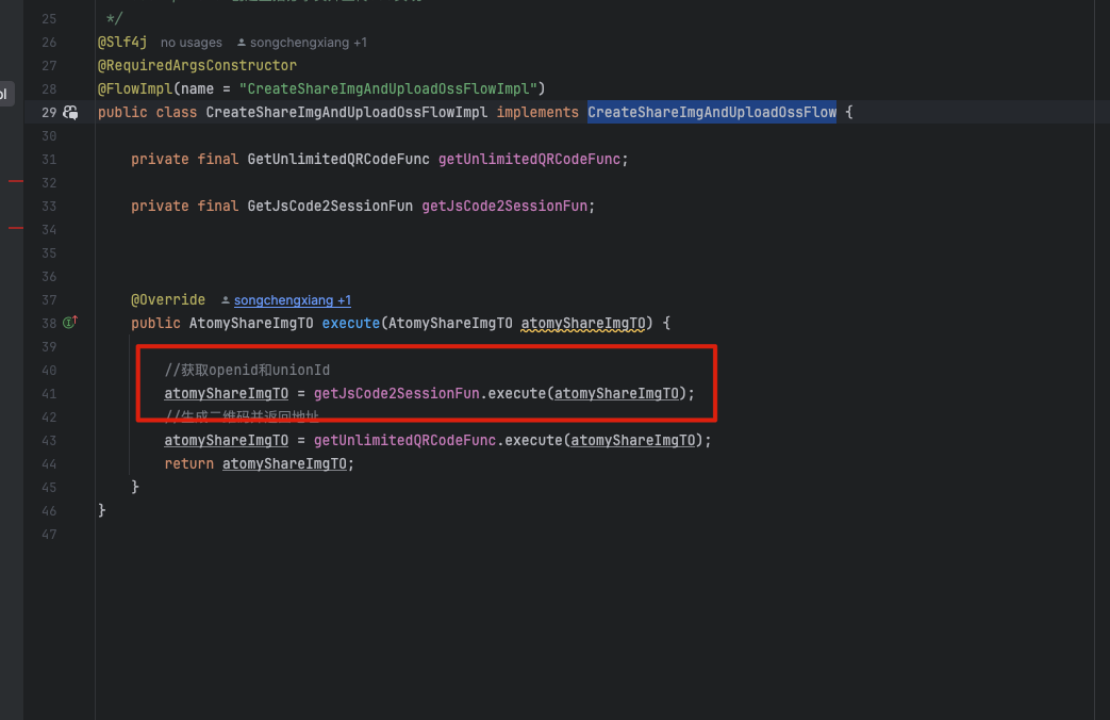 25 */
26 @Slf4j no usages songchengxiang +1
27 @RequiredArgsConstructor
28 @FlowImpl(name = "CreateShareImgAndUploadOssFlowImpl")
29 public class CreateShareImgAndUploadOssFlowImpl implements CreateShareImgAndUploadOssFlow {
30
31 private final GetUnlimitedQRCodeFunc getUnlimitedQRCodeFunc;
32
33 private final GetJsCode2SessionFun getJsCode2SessionFun;
34
35
36
37 @Override songchengxiang +1
38 public AtomyShareImgTO execute(AtomyShareImgTO atomyShareImgTO) {
39
40 //获取openid和unionId
41 atomyShareImgTO = getJsCode2SessionFun.execute(atomyShareImgTO);
42 //生成二维码并返回地址
43 atomyShareImgTO = getUnlimitedQRCodeFunc.execute(atomyShareImgTO);
44 return atomyShareImgTO;
45 }
46 }
47